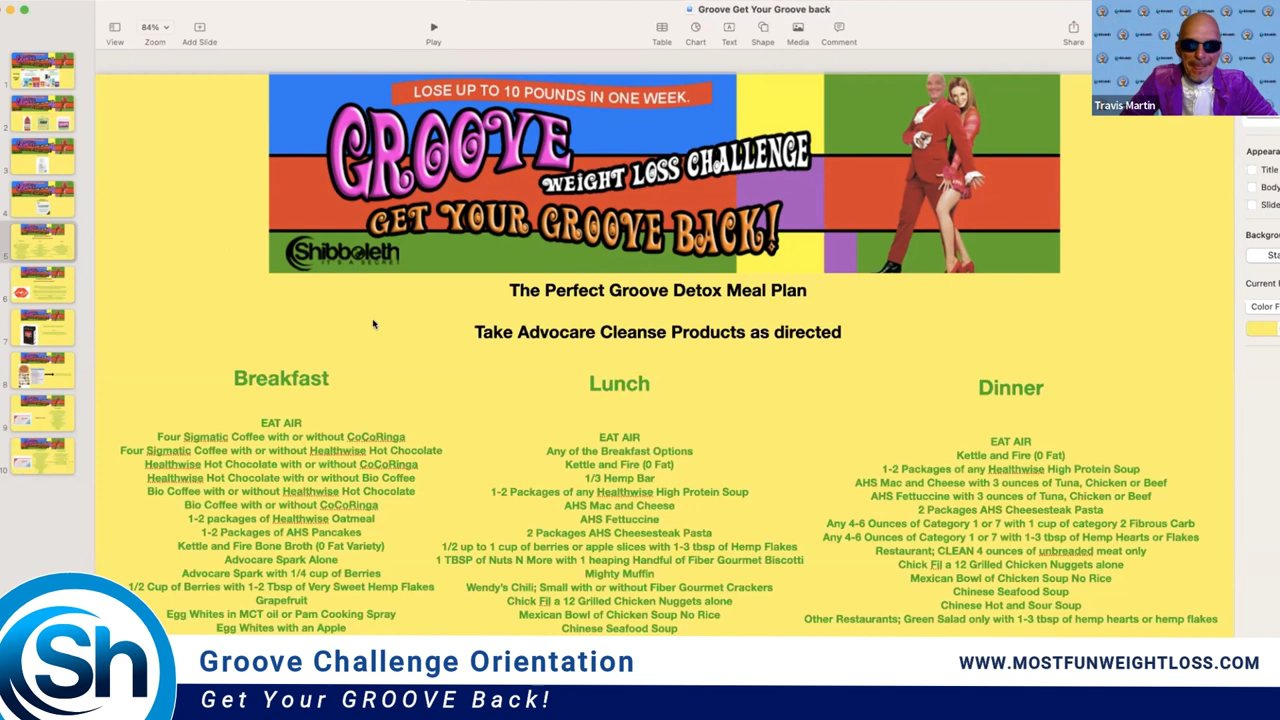 Groove Get Your Groove back
View
84%
Zoom
Add Slide
Play
Table
Chart
Text
Shape
Media
Comment
Share
Travis Martin
LOSE UP TO 10 POUNDS IN ONE WEEK.
GROOVE
WEIGHT LOSS CHALLENGE
GET YOUR GROOVE BACK!
Shibboleth
IT'S A SECRET
The Perfect Groove Detox Meal Plan
Take Advocare Cleanse Products as directed
Breakfast
EAT AIR
Four Sigmatic Coffee with or without CoCoRinga
Four Sigmatic Coffee with or without Healthwise Hot Chocolate
Healthwise Hot Chocolate with or without CoCoRinga
Healthwise Hot Chocolate with or without Bio Coffee
Bio Coffee with or without Healthwise Hot Chocolate
Bio Coffee with or without CoCoRinga
1-2 packages of Healthwise Oatmeal
1-2 Packages of AHS Pancakes
Kettle and Fire Bone Broth (0 Fat Variety)
Advocare Spark Alone
Advocare Spark with 1/4 cup of Berries
1/2 Cup of Berries with 1-2 Tbsp of Very Sweet Hemp Flakes
Grapefruit
Egg Whites in MCT oil or Pam Cooking Spray
Egg Whites with an Apple
Lunch
EAT AIR
Any of the Breakfast Options
Kettle and Fire (0 Fat)
1/3 Hemp Bar
1-2 Packages of any Healthwise High Protein Soup
AHS Mac and Cheese
AHS Fettuccine
2 Packages AHS Cheesesteak Pasta
1/2 up to 1 cup of berries or apple slices with 1-3 tbsp of Hemp Flakes
1 TBSP of Nuts N More with 1 heaping Handful of Fiber Gourmet Biscotti
Mighty Muffin
Wendy's Chili; Small with or without Fiber Gourmet Crackers
Chick Fil a 12 Grilled Chicken Nuggets alone
Mexican Bowl of Chicken Soup No Rice
Chinese Seafood Soup
Dinner
EAT AIR
Kettle and Fire (0 Fat)
1-2 Packages of any Healthwise High Protein Soup
AHS Mac and Cheese with 3 ounces of Tuna, Chicken or Beef
AHS Fettuccine with 3 ounces of Tuna, Chicken or Beef
2 Packages AHS Cheesesteak Pasta
Any 4-6 Ounces of Category 1 or 7 with 1 cup of category 2 Fibrous Carb
Any 4-6 Ounces of Category 1 or 7 with 1-3 tbsp of Hemp Hearts or Flakes
Restaurant; CLEAN 4 ounces of unbreaded meat only
Chick Fil a 12 Grilled Chicken Nuggets alone
Mexican Bowl of Chicken Soup No Rice
Chinese Seafood Soup
Chinese Hot and Sour Soup
Other Restaurants; Green Salad only with 1-3 tbsp of hemp hearts or hemp flakes
Appeara
Title
Body
Slide
Backgro
Sta
Current
Color F
1
2
3
4
5
6
7
8
9
10
Sh
Groove Challenge Orientation
Get Your GROOVE Back!
WWW.MOSTFUNWEIGHTLOSS.COM